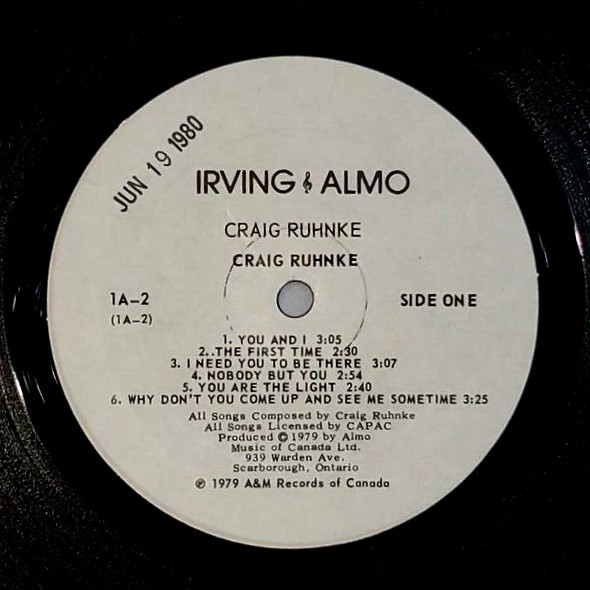 JUN 19 1980
IRVING ALMO
CRAIG RUHNKE
CRAIG RUHNKE
1A-2 SIDE ONE
(1A-2)
1. YOU AND I 3:05
2..THE FIRST TIME 2:30
3. I NEED YOU TO BE THERE 3:07
4. NOBODY BUT YOU 2:54
5. YOU ARE THE LIGHT 2:40
6. WHY DON'T YOU COME UP AND SEE ME SOMETIME 3:25
All Songs Composed by Craig Ruhnke
All Songs Licensed by CAPAC
Produced © 1979 by Almo
Music of Canada Ltd.
939 Warden Ave.
Scarborough, Ontario
℗ 1979 A&M Records of Canada